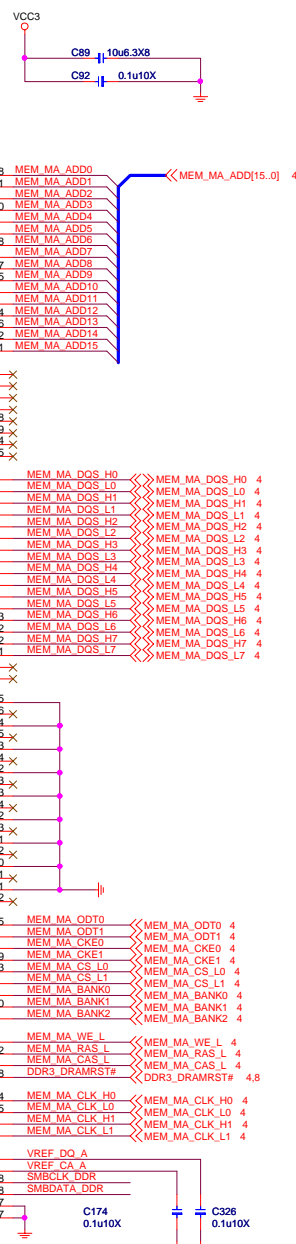 VCC3
C89 10u6.3X8
C92 0.1u10X
MEM_MA_ADD0 MEM_MA_ADD[15..0] 4
MEM_MA_ADD1
MEM_MA_ADD2
MEM_MA_ADD3
MEM_MA_ADD4
MEM_MA_ADD5
MEM_MA_ADD6
MEM_MA_ADD7
MEM_MA_ADD8
MEM_MA_ADD9
MEM_MA_ADD10
MEM_MA_ADD11
MEM_MA_ADD12
MEM_MA_ADD13
MEM_MA_ADD14
MEM_MA_ADD15
MEM_MA_DQS_H0 MEM_MA_DQS_H0 4
MEM_MA_DQS_L0 MEM_MA_DQS_L0 4
MEM_MA_DQS_H1 MEM_MA_DQS_H1 4
MEM_MA_DQS_L1 MEM_MA_DQS_L1 4
MEM_MA_DQS_H2 MEM_MA_DQS_H2 4
MEM_MA_DQS_L2 MEM_MA_DQS_L2 4
MEM_MA_DQS_H3 MEM_MA_DQS_H3 4
MEM_MA_DQS_L3 MEM_MA_DQS_L3 4
MEM_MA_DQS_H4 MEM_MA_DQS_H4 4
MEM_MA_DQS_L4 MEM_MA_DQS_L4 4
MEM_MA_DQS_H5 MEM_MA_DQS_H5 4
MEM_MA_DQS_L5 MEM_MA_DQS_L5 4
MEM_MA_DQS_H6 MEM_MA_DQS_H6 4
MEM_MA_DQS_L6 MEM_MA_DQS_L6 4
MEM_MA_DQS_H7 MEM_MA_DQS_H7 4
MEM_MA_DQS_L7 MEM_MA_DQS_L7 4
MEM_MA_ODT0 MEM_MA_ODT0 4
MEM_MA_ODT1 MEM_MA_ODT1 4
MEM_MA_CKE0 MEM_MA_CKE0 4
MEM_MA_CKE1 MEM_MA_CKE1 4
MEM_MA_CS_L0 MEM_MA_CS_L0 4
MEM_MA_CS_L1 MEM_MA_CS_L1 4
MEM_MA_BANK0 MEM_MA_BANK0 4
MEM_MA_BANK1 MEM_MA_BANK1 4
MEM_MA_BANK2 MEM_MA_BANK2 4
MEM_MA_WE_L MEM_MA_WE_L 4
MEM_MA_RAS_L MEM_MA_RAS_L 4
MEM_MA_CAS_L MEM_MA_CAS_L 4
DDR3_DRAMRST# DDR3_DRAMRST# 4,8
MEM_MA_CLK_H0 MEM_MA_CLK_H0 4
MEM_MA_CLK_L0 MEM_MA_CLK_L0 4
MEM_MA_CLK_H1 MEM_MA_CLK_H1 4
MEM_MA_CLK_L1 MEM_MA_CLK_L1 4
VREF_DQ_A
VREF_CA_A
SMBCLK_DDR
SMBDATA_DDR
C174 C326
0.1u10X 0.1u10X